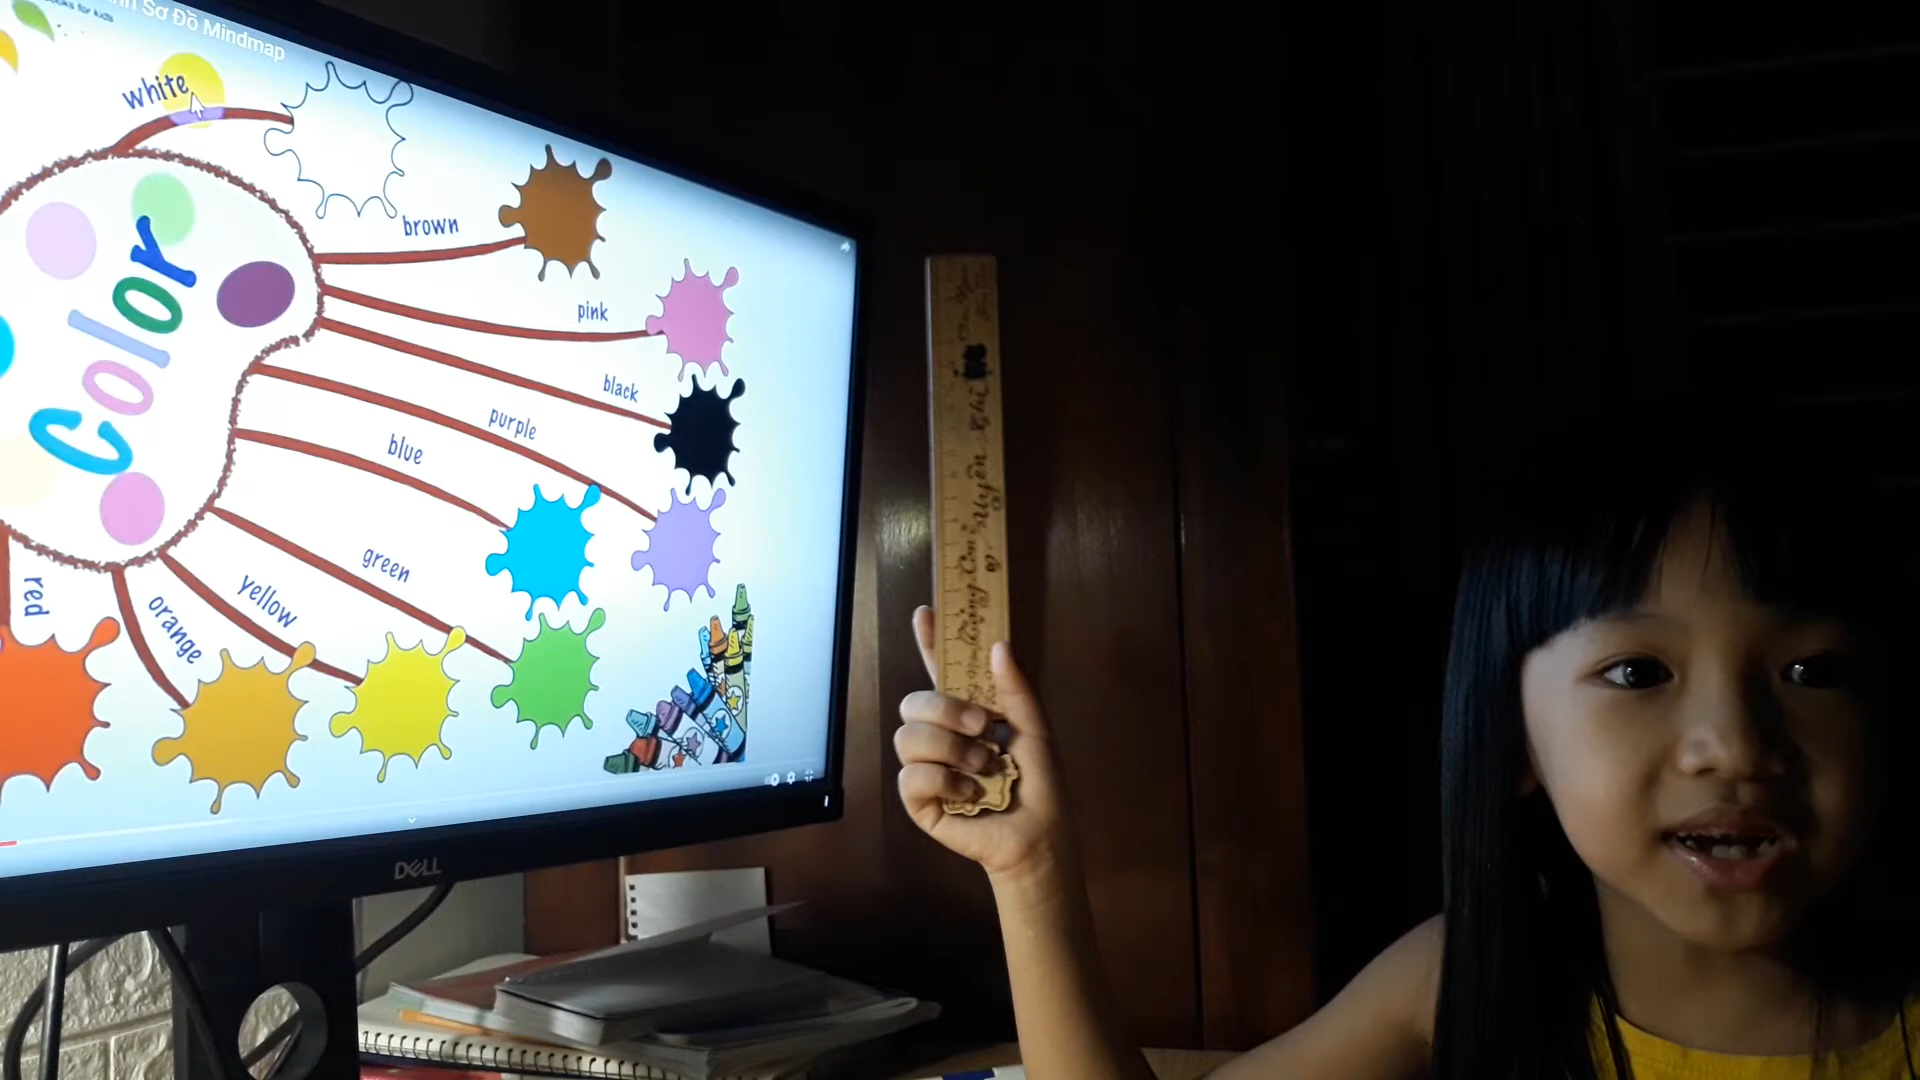 Sơ Đồ Mindmap
white
brown
pink
black
purple
blue
green
yellow
orange
red
Color
DELL